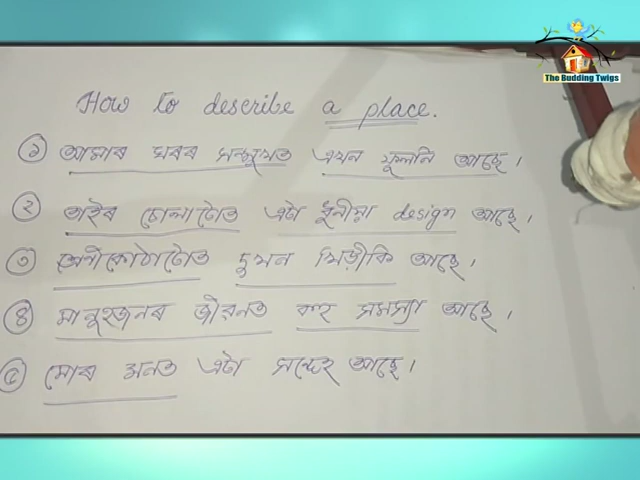 The Budding Twigs
How to describe a place.
১ আমাৰ ঘৰৰ সন্মুখত এখন ফুলনি আছে।
২ তাইৰ চোলাটোত এটা ধুনীয়া design আছে।
৩ শ্ৰেণীকোঠাটোত দুখন খিড়ীকি আছে।
৪ মানুহজনৰ জীৱনত বহু সমস্যা আছে।
৫ মোৰ মনত এটা সন্দেহ আছে।